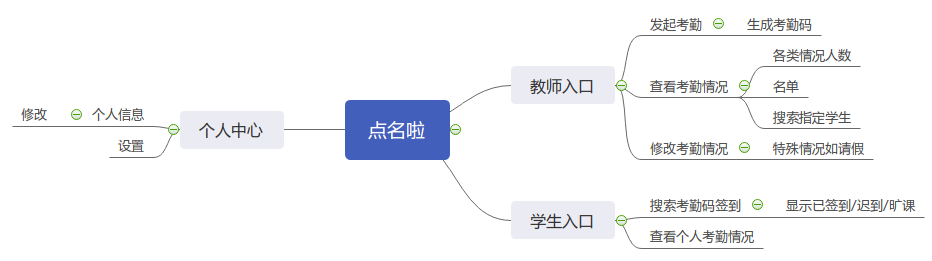 点名啦
教师入口
发起考勤
生成考勤码
查看考勤情况
各类情况人数
名单
搜索指定学生
修改考勤情况
特殊情况如请假
学生入口
搜索考勤码签到
显示已签到/迟到/旷课
查看个人考勤情况
个人中心
个人信息
修改
设置